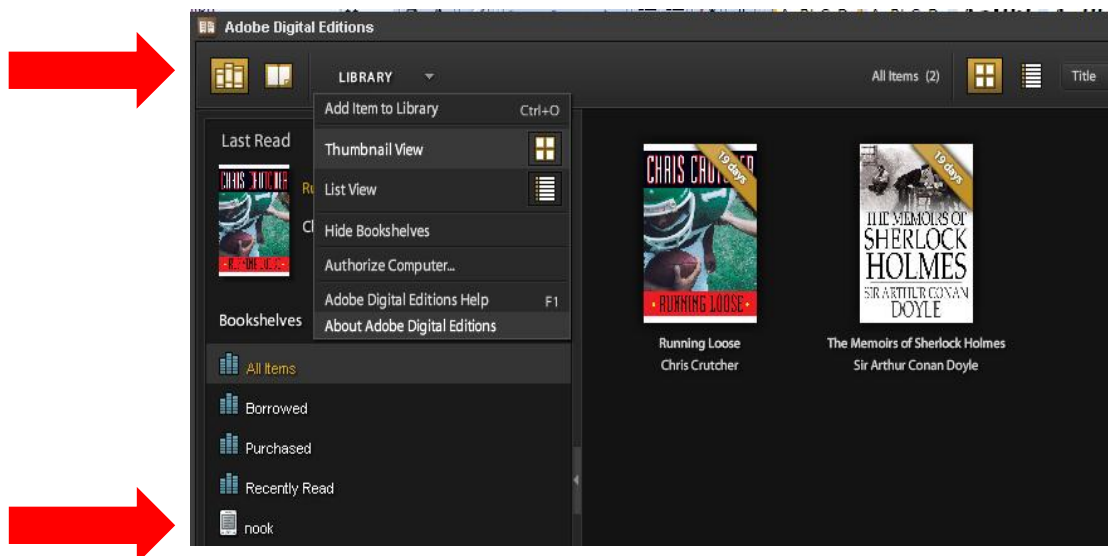 Adobe Digital Editions
LIBRARY
All Items (2)
Title
Add Item to Library Ctrl+O
Thumbnail View
List View
Hide Bookshelves
Authorize Computer...
Adobe Digital Editions Help F1
About Adobe Digital Editions
Last Read
Ru
Bookshelves
All Items
Borrowed
Purchased
Recently Read
nook
CHRIS CRUTCHER
19 days
• RUNNING LOOSE •
Running Loose
Chris Crutcher
19 days
THE MEMOIRS OF
SHERLOCK
HOLMES
SIR ARTHUR CONAN
DOYLE
The Memoirs of Sherlock Holmes
Sir Arthur Conan Doyle